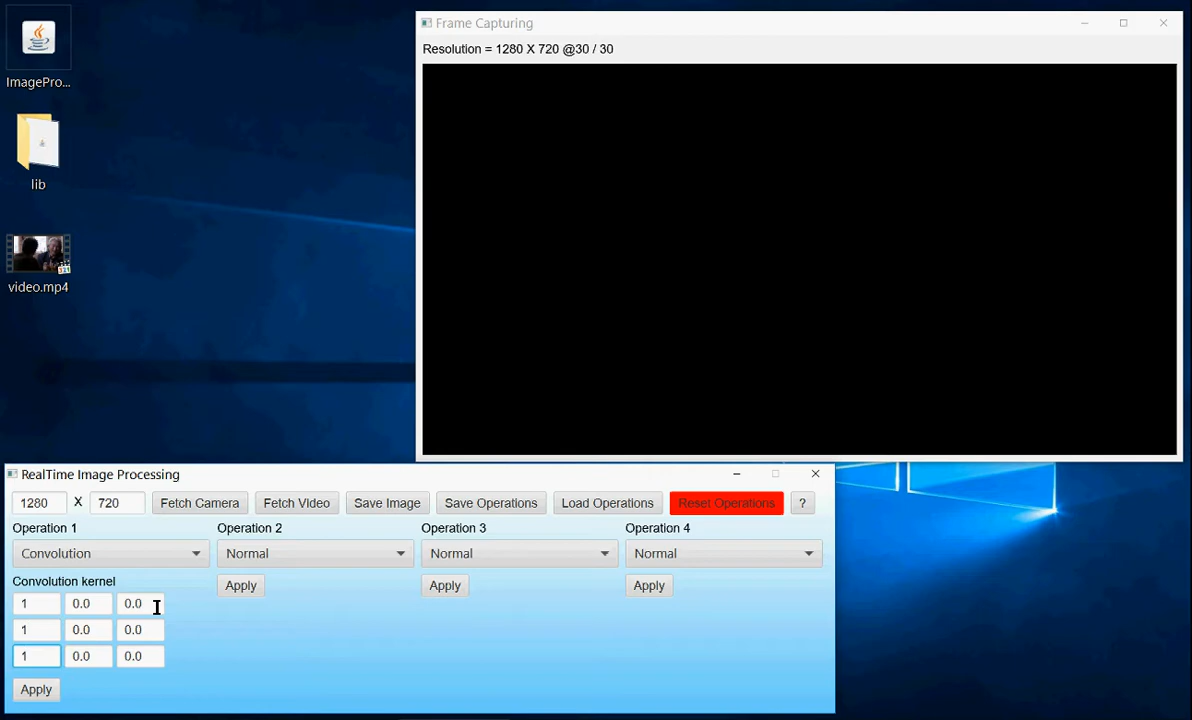 ImagePro...
lib
video.mp4
321
Frame Capturing
Resolution = 1280 X 720 @30 / 30
RealTime Image Processing
1280 X 720 Fetch Camera Fetch Video Save Image Save Operations Load Operations Reset Operations ?
Operation 1 Operation 2 Operation 3 Operation 4
Convolution Normal Normal Normal
Convolution kernel Apply Apply Apply
1 0.0 0.0
1 0.0 0.0
1 0.0 0.0
Apply